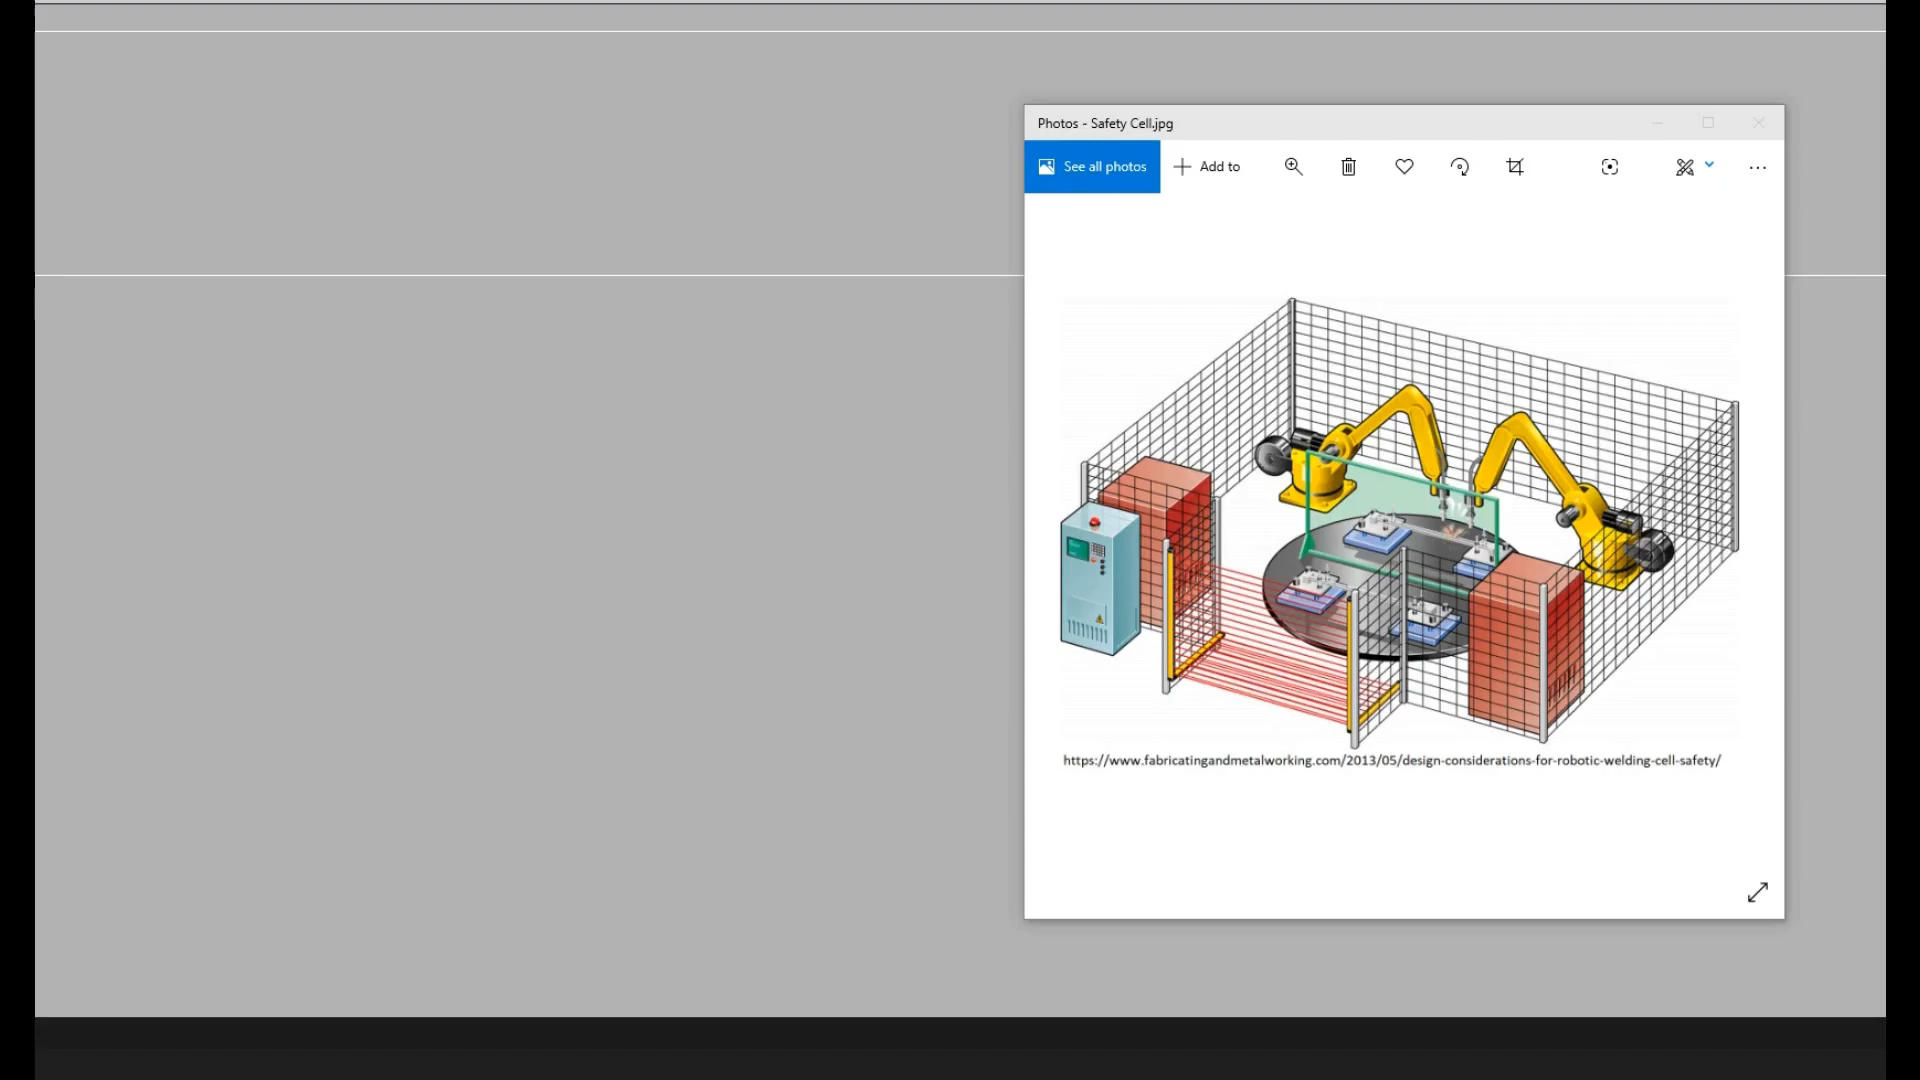 Photos - Safety Cell.jpg
See all photos
Add to
https://www.fabricatingandmetalworking.com/2013/05/design-considerations-for-robotic-welding-cell-safety/